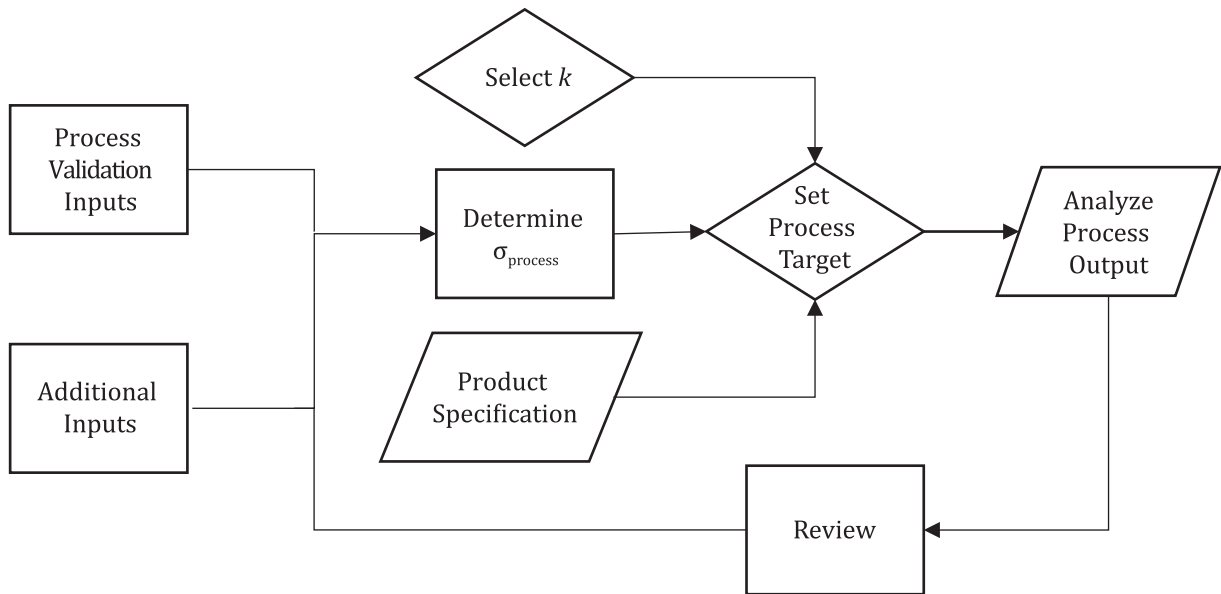 Select k
Process
Validation
Inputs
Determine
σprocess
Set
Process
Target
Analyze
Process
Output
Additional
Inputs
Product
Specification
Review